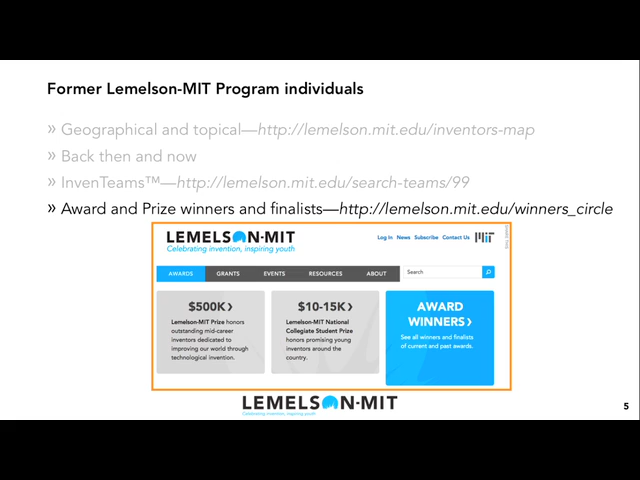 Former Lemelson-MIT Program individuals
» Geographical and topical—http://lemelson.mit.edu/inventors-map
» Back then and now
» InvenTeams™—http://lemelson.mit.edu/search-teams/99
» Award and Prize winners and finalists—http://lemelson.mit.edu/winners_circle
LEMELSON-MIT
Celebrating invention, inspiring youth
Log In News Subscribe Contact Us MIT
AWARDS GRANTS EVENTS RESOURCES ABOUT Search
$500K❯
Lemelson-MIT Prize honors
outstanding mid-career
inventors dedicated to
improving our world through
technological invention.
$10-15K❯
Lemelson-MIT National
Collegiate Student Prize
honors promising young
inventors around the
country.
AWARD
WINNERS❯
See all winners and finalists
of current and past awards.
LEMELSON-MIT
Celebrating invention, inspiring youth
5